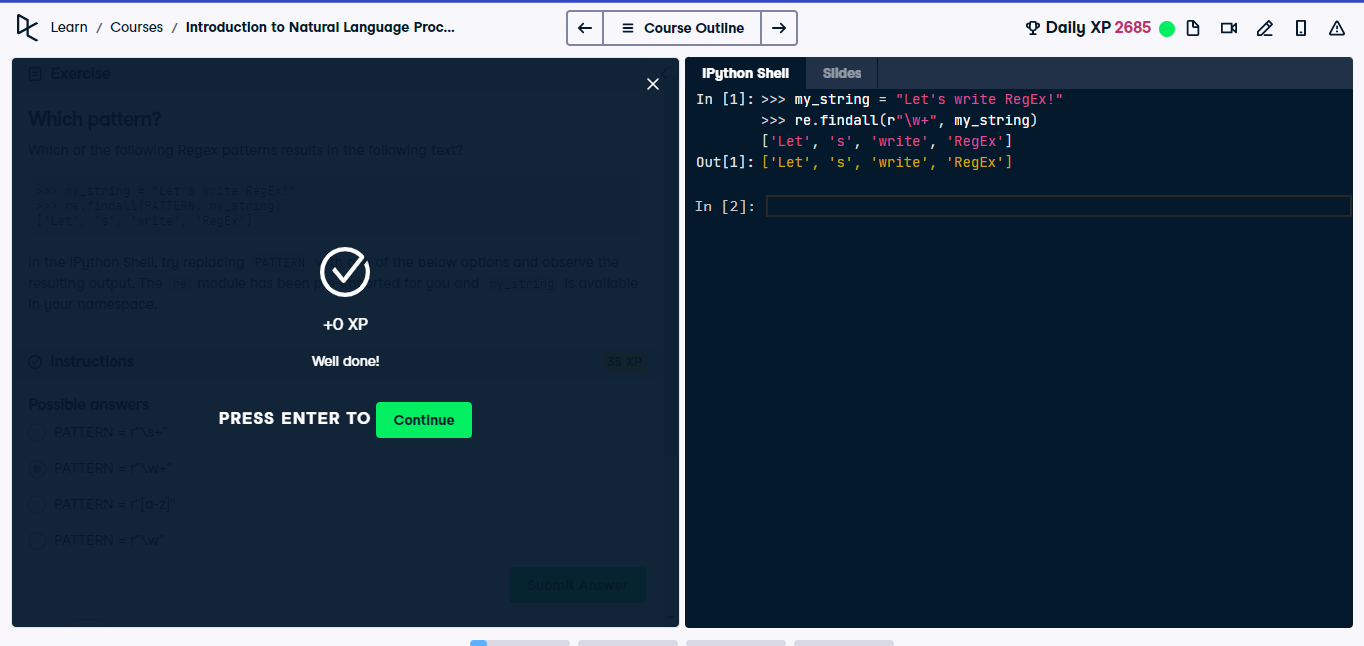 Learn / Courses / Introduction to Natural Language Proc...
Course Outline
Daily XP 2685
Exercise
Which pattern?
Which of the following Regex patterns results in the following text?
>>> my_string = "Let's write RegEx!"
>>> re.findall(PATTERN, my_string)
['Let', 's', 'write', 'RegEx']
In the IPython Shell, try replacing PATTERN with one of the below options and observe the
resulting output. The re module has been pre-imported for you and my_string is available
in your namespace.
+0 XP
Well done!
Instructions
35 XP
Possible answers
PRESS ENTER TO Continue
PATTERN = r"\s+"
PATTERN = r"\w+"
PATTERN = r"[a-z]"
PATTERN = r"\w"
Submit Answer
IPython Shell
Slides
In [1]: >>> my_string = "Let's write RegEx!"
>>> re.findall(r"\w+", my_string)
['Let', 's', 'write', 'RegEx']
Out[1]: ['Let', 's', 'write', 'RegEx']
In [2]: